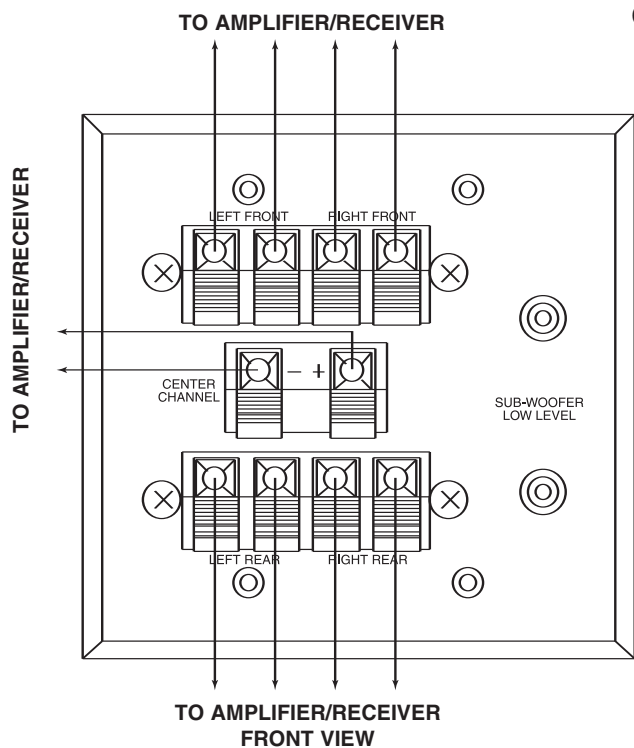 TO AMPLIFIER/RECEIVER
LEFT FRONT RIGHT FRONT
TO AMPLIFIER/RECEIVER
CENTER
CHANNEL
- +
SUB-WOOFER
LOW LEVEL
LEFT REAR RIGHT REAR
TO AMPLIFIER/RECEIVER
FRONT VIEW